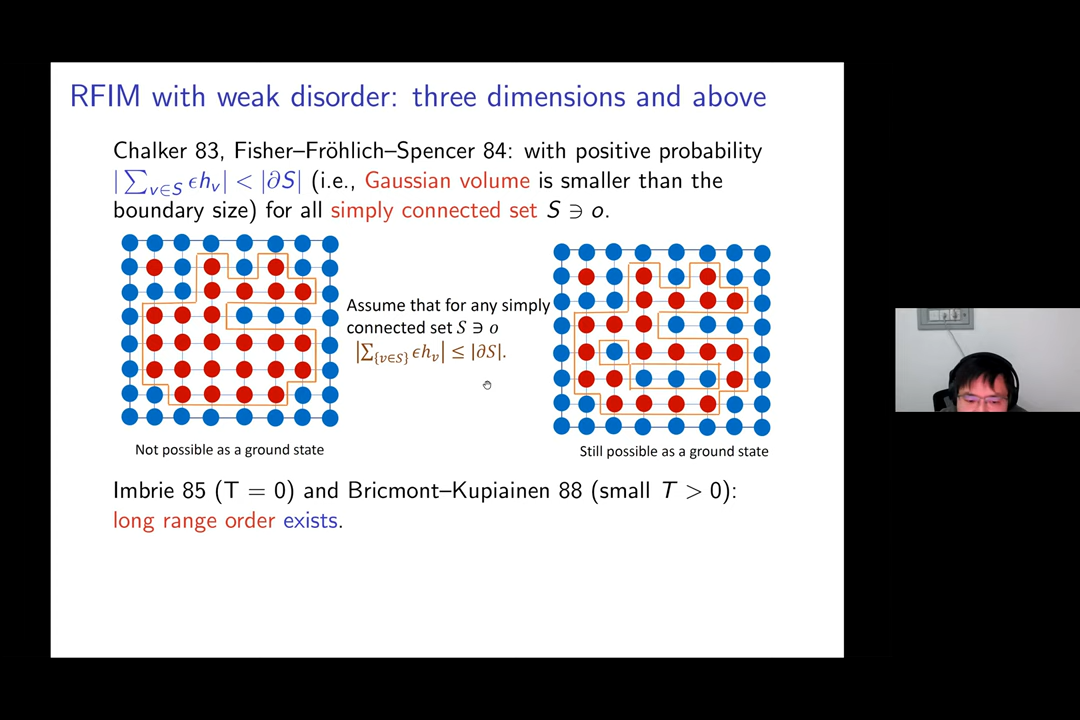 RFIM with weak disorder: three dimensions and above
Chalker 83, Fisher–Fröhlich–Spencer 84: with positive probability
|∑_{v∈S} ϵh_v| < |∂S| (i.e., Gaussian volume is smaller than the
boundary size) for all simply connected set S ∋ o.
Assume that for any simply
connected set S ∋ o
|∑_{{v∈S}} ϵh_v| ≤ |∂S|.
Not possible as a ground state
Still possible as a ground state
Imbrie 85 (T = 0) and Bricmont–Kupiainen 88 (small T > 0):
long range order exists.